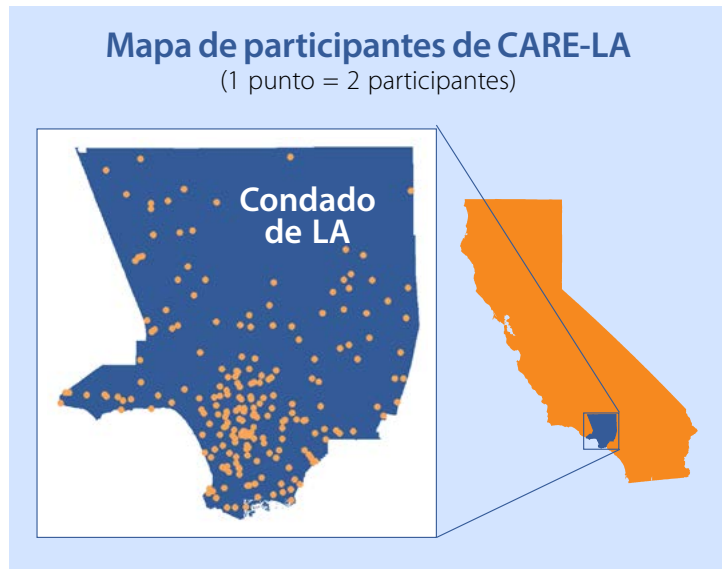 Mapa de participantes de CARE-LA
(1 punto = 2 participantes)
Condado
de LA